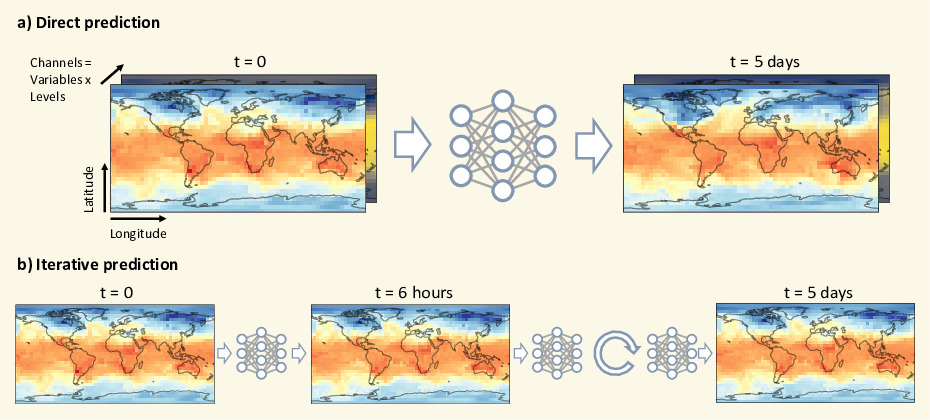 a) Direct prediction
Channels =
Variables x
Levels
t = 0
t = 5 days
Latitude
Longitude
b) Iterative prediction
t = 0
t = 6 hours
t = 5 days